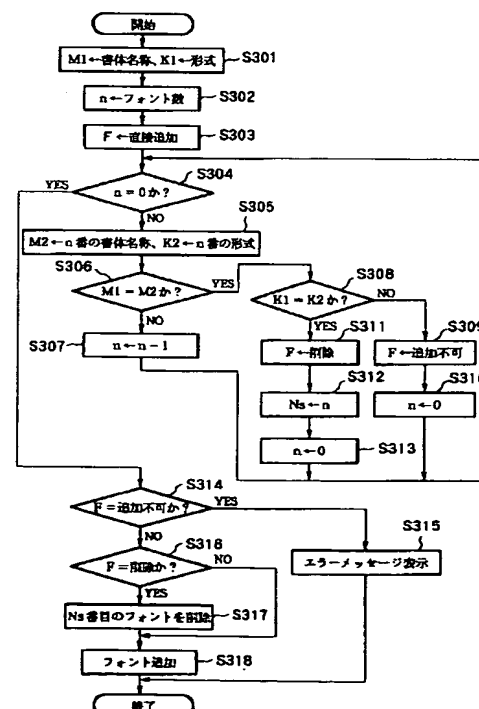 開始
M1←書体名称、K1←形式
S301
n←フォント数
S302
F←直接追加
S303
S304
YES
n=0か?
NO
S305
M2←n番の書体名称、K2←n番の形式
S306
M1=M2か?
YES
S308
K1=K2か?
NO
NO
YES
S311
S309
S307
n←n-1
F←削除
F←追加不可
S312
S310
Ns←n
n←0
n←0
S313
S314
F=追加不可か?
YES
NO
S315
S316
エラーメッセージ表示
F=削除か?
NO
YES
Ns番目のフォントを削除
S317
フォント追加
S318
終了